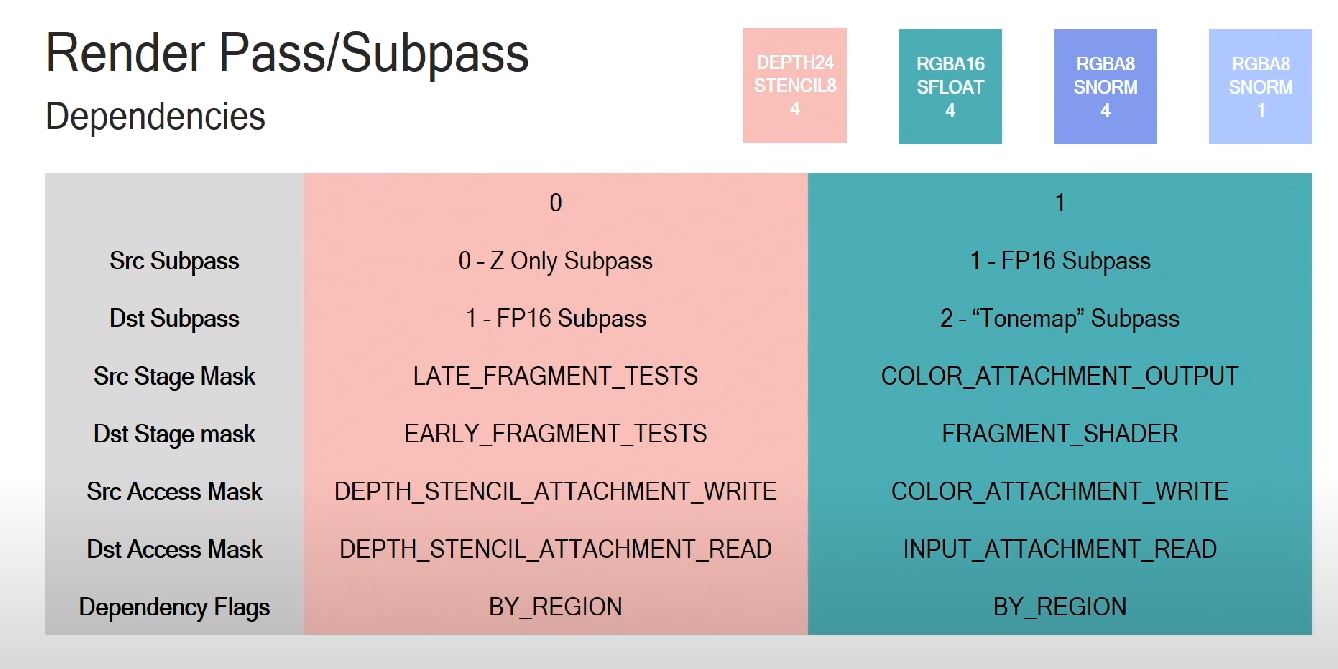 Render Pass/Subpass
Dependencies
DEPTH24
STENCIL8
4
RGBA16
SFLOAT
4
RGBA8
SNORM
4
RGBA8
SNORM
1
0 1
Src Subpass 0 - Z Only Subpass 1 - FP16 Subpass
Dst Subpass 1 - FP16 Subpass 2 - “Tonemap” Subpass
Src Stage Mask LATE_FRAGMENT_TESTS COLOR_ATTACHMENT_OUTPUT
Dst Stage mask EARLY_FRAGMENT_TESTS FRAGMENT_SHADER
Src Access Mask DEPTH_STENCIL_ATTACHMENT_WRITE COLOR_ATTACHMENT_WRITE
Dst Access Mask DEPTH_STENCIL_ATTACHMENT_READ INPUT_ATTACHMENT_READ
Dependency Flags BY_REGION BY_REGION